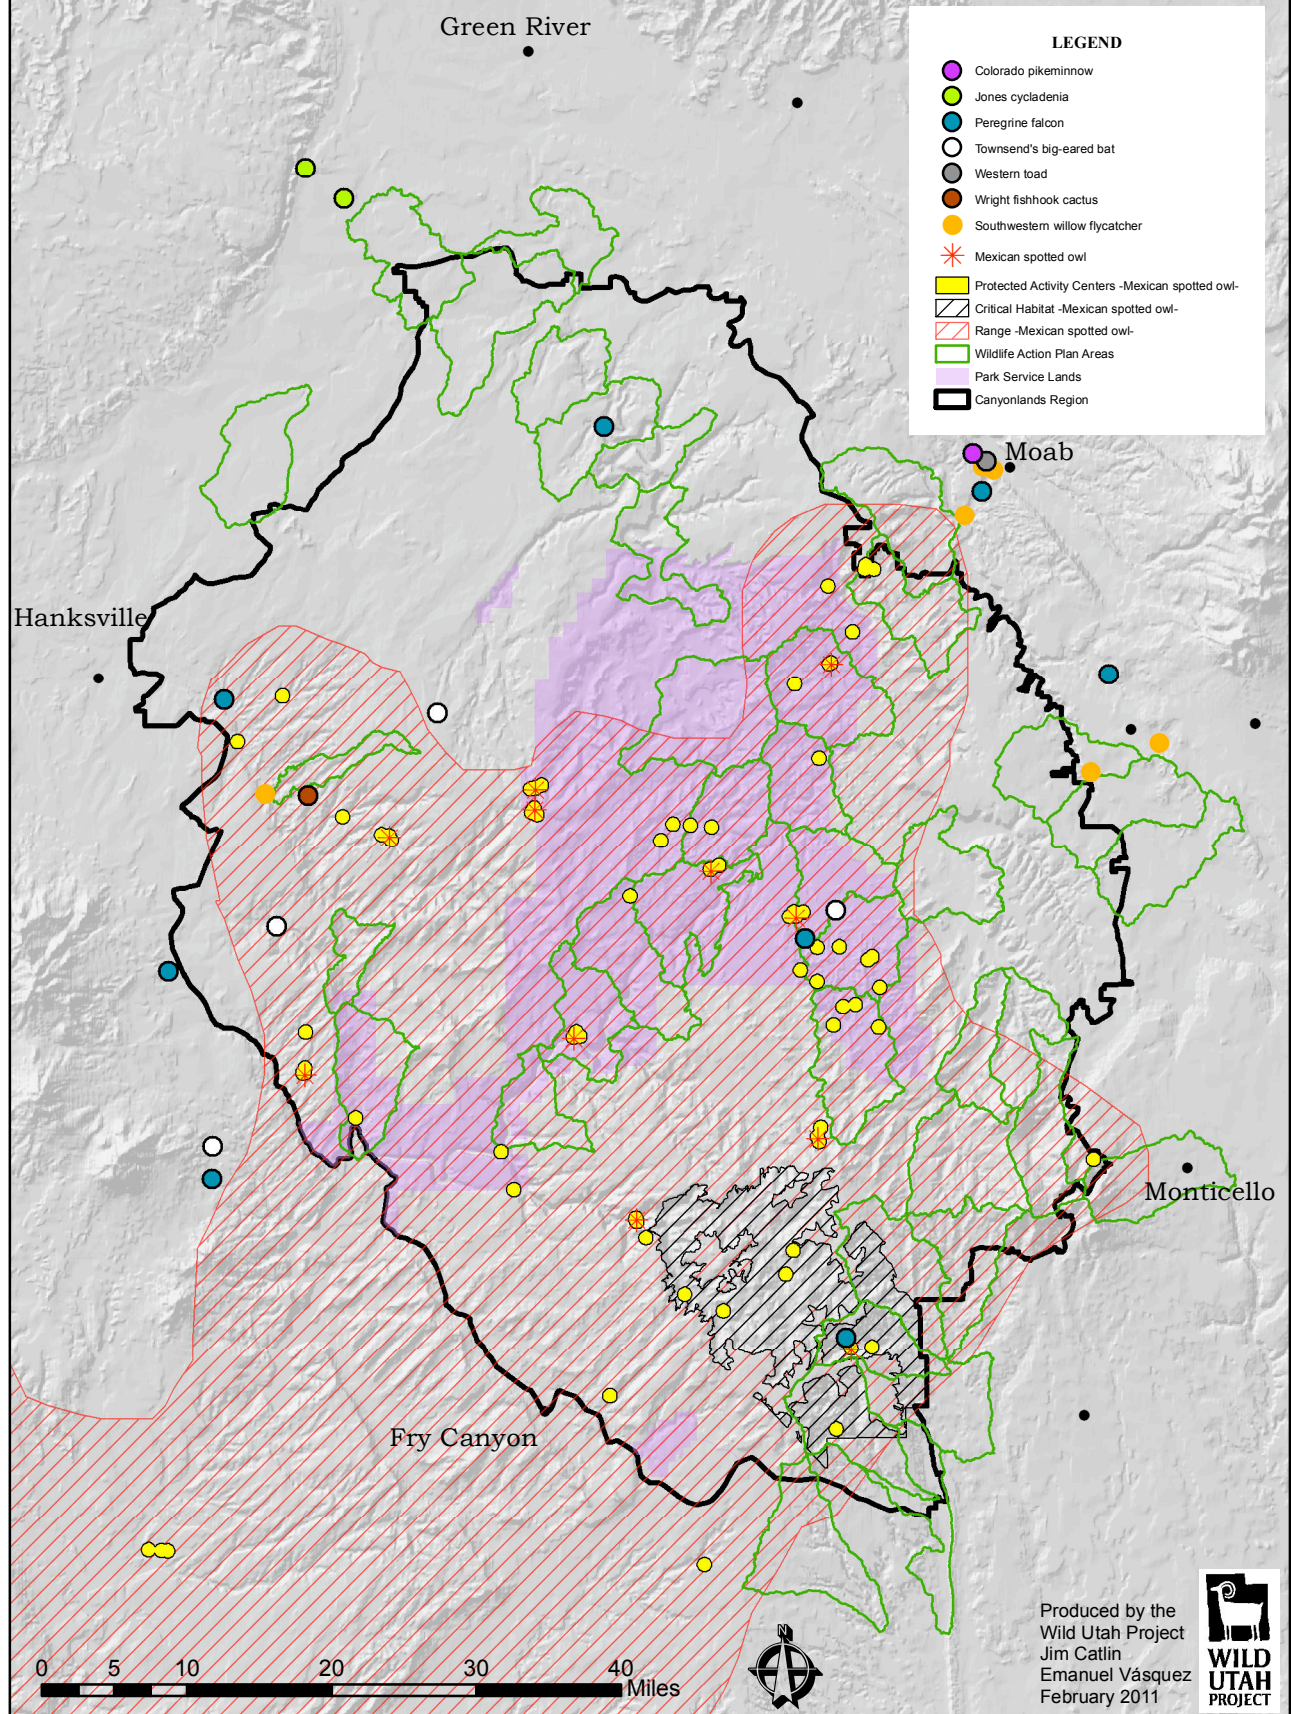 Green River
LEGEND
Colorado pikeminnow
Jones cycladenia
Peregrine falcon
Townsend's big-eared bat
Western toad
Wright fishhook cactus
Southwestern willow flycatcher
Mexican spotted owl
Protected Activity Centers -Mexican spotted owl-
Critical Habitat -Mexican spotted owl-
Range -Mexican spotted owl-
Wildlife Action Plan Areas
Park Service Lands
Canyonlands Region
Moab
Hanksville
Monticello
Fry Canyon
N
0 5 10 20 30 40
Miles
Produced by the
Wild Utah Project
Jim Catlin
Emanuel Vásquez
February 2011
WILD
UTAH
PROJECT